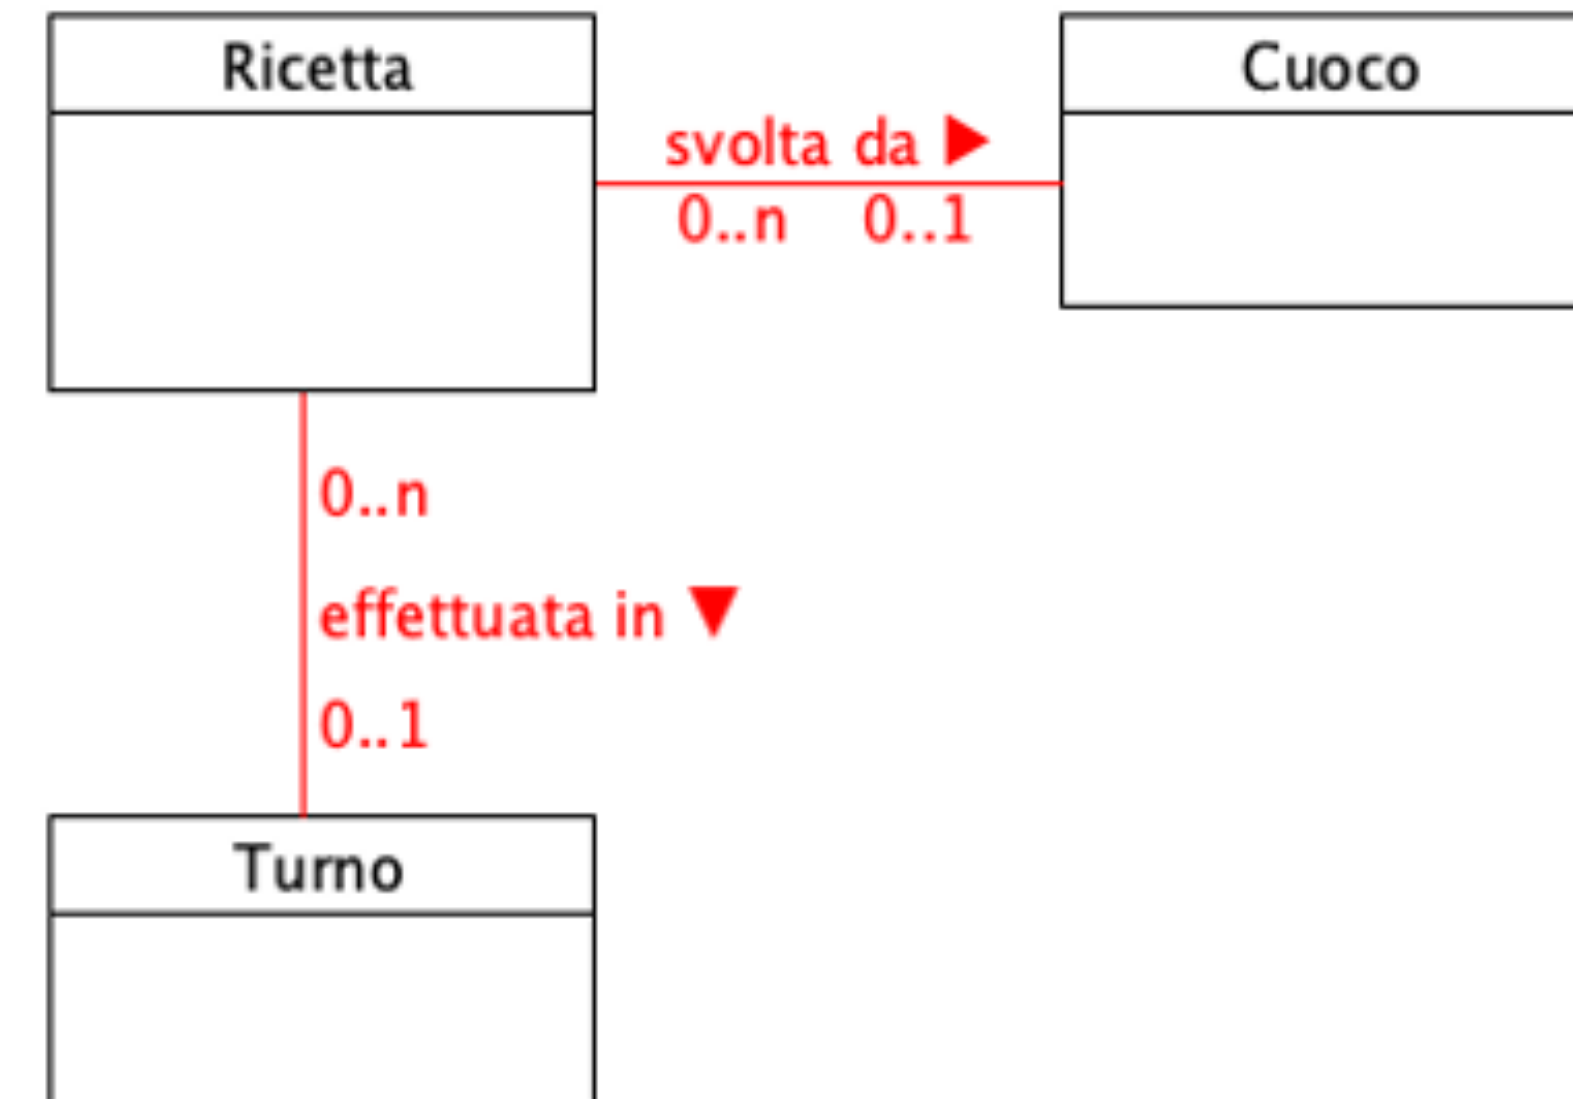 Ricetta
Cuoco
svolta da ▶
0..n 0..1
0..n
effettuata in ▼
0..1
Turno